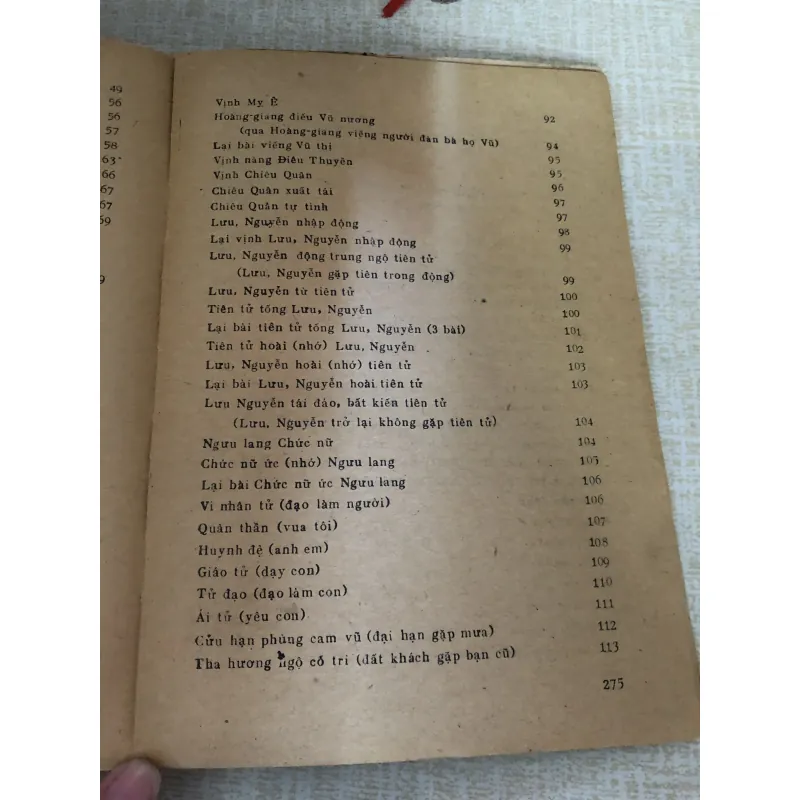 49
56
56
57
58
63
66
67
67
69
9
Vịnh Mỵ Ê 92
Hoàng-giang điếu Vũ nương
(qua Hoàng-giang viếng người đàn bà họ Vũ) 94
Lại bài viếng Vũ thị 95
Vịnh nàng Điêu Thuyền 95
Vịnh Chiêu Quân 96
Chiêu Quân xuất tái 97
Chiêu Quân tự tình 97
Lưu, Nguyễn nhập động 98
Lại vịnh Lưu, Nguyễn nhập động 99
Lưu, Nguyễn động trung ngộ tiên tử
(Lưu, Nguyễn gặp tiên trong động) 99
Lưu, Nguyễn từ tiên tử 100
Tiên tử tống Lưu, Nguyễn 100
Lại bài tiên tử tống Lưu, Nguyễn (3 bài) 101
Tiên tử hoài (nhớ) Lưu, Nguyễn 102
Lưu, Nguyễn hoài (nhớ) tiên tử 103
Lại bài Lưu, Nguyễn hoài tiên tử 103
Lưu Nguyễn tái đáo, bất kiến tiên tử
(Lưu, Nguyễn trở lại không gặp tiên tử) 104
Ngưu lang Chức nữ 104
Chức nữ ức (nhớ) Ngưu lang 105
Lại bài Chức nữ ức Ngưu lang 106
Vi nhân tử (đạo làm người) 106
Quân thần (vua tôi) 107
Huynh đệ (anh em) 108
Giáo tử (dạy con) 109
Tử đạo (đạo làm con) 110
Ái tử (yêu con) 111
Cửu hạn phùng cam vũ (đại hạn gặp mưa) 112
Tha hương ngộ cố tri (đất khách gặp bạn cũ) 113
275